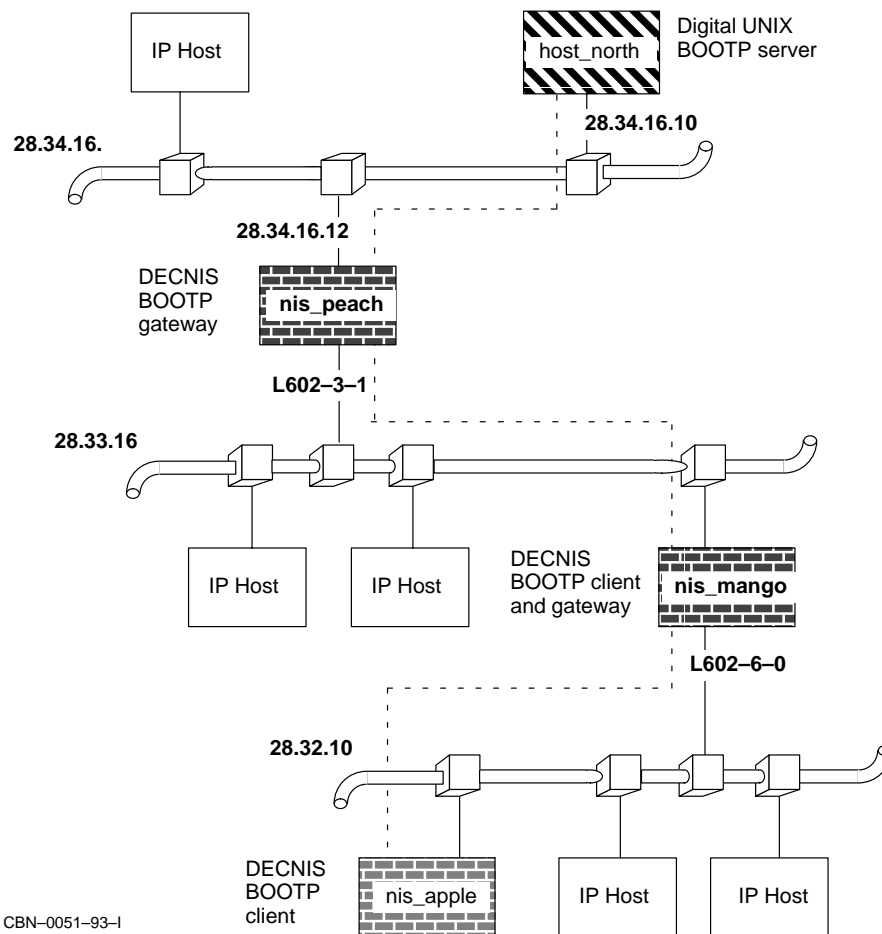 IP Host
host_north
Digital UNIX
BOOTP server
28.34.16.
28.34.16.10
28.34.16.12
DECNIS
BOOTP
gateway
nis_peach
L602–3–1
28.33.16
IP Host
IP Host
DECNIS
BOOTP client
and gateway
nis_mango
L602–6–0
28.32.10
DECNIS
BOOTP
client
nis_apple
IP Host
IP Host
CBN–0051–93–I